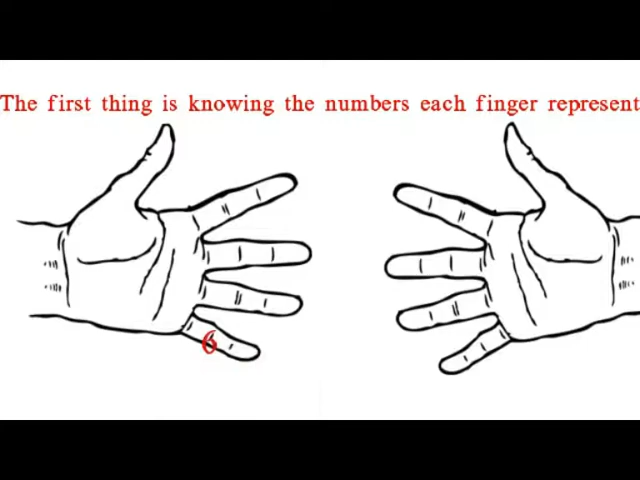 The first thing is knowing the numbers each finger represent
6